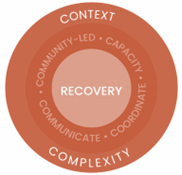 CONTEXT
COMMUNITY-LED • CAPACITY •
COORDINATE • COMMUNICATE •
RECOVERY
COMPLEXITY